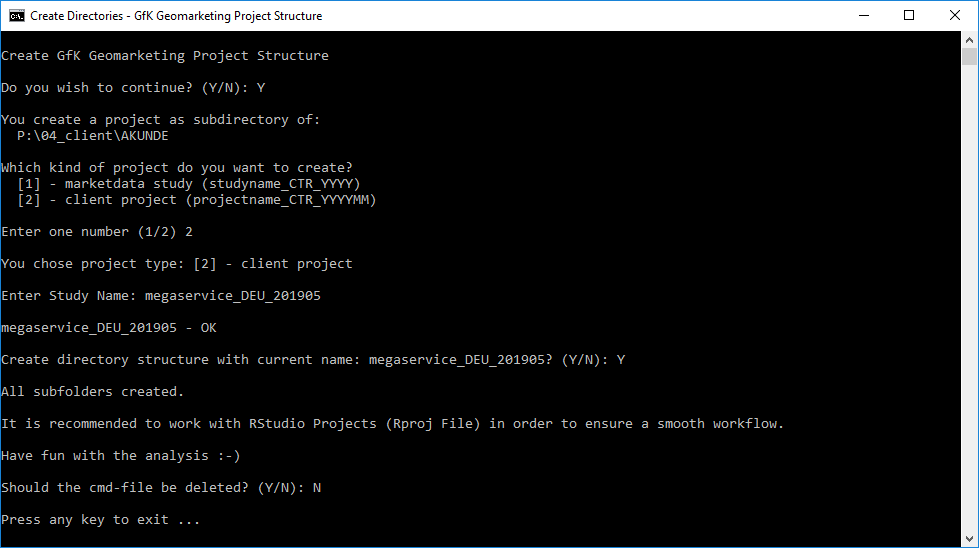 Create Directories - GfK Geomarketing Project Structure
Create GfK Geomarketing Project Structure
Do you wish to continue? (Y/N): Y
You create a project as subdirectory of:
P:\04_client\AKUNDE
Which kind of project do you want to create?
[1] - marketdata study (studyname_CTR_YYYY)
[2] - client project (projectname_CTR_YYYYMM)
Enter one number (1/2) 2
You chose project type: [2] - client project
Enter Study Name: megaservice_DEU_201905
megaservice_DEU_201905 - OK
Create directory structure with current name: megaservice_DEU_201905? (Y/N): Y
All subfolders created.
It is recommended to work with RStudio Projects (Rproj File) in order to ensure a smooth workflow.
Have fun with the analysis :-)
Should the cmd-file be deleted? (Y/N): N
Press any key to exit ...